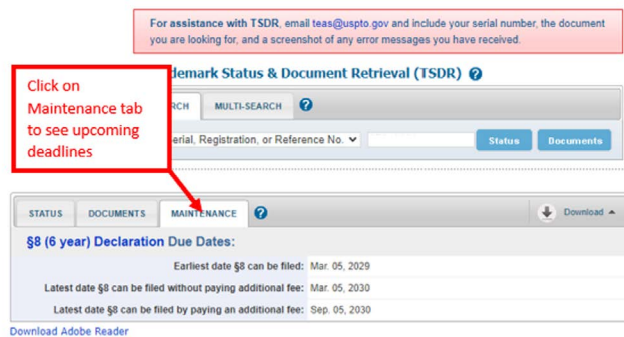 For assistance with TSDR, email teas@uspto.gov and include your serial number, the document
you are looking for, and a screenshot of any error messages you have received.
demark Status & Document Retrieval (TSDR) ?
Click on
Maintenance tab
to see upcoming
deadlines
RCH MULTI-SEARCH ?
erial, Registration, or Reference No. Status Documents
STATUS DOCUMENTS MAINTENANCE ? Download
§8 (6 year) Declaration Due Dates:
Earliest date §8 can be filed: Mar. 05, 2029
Latest date §8 can be filed without paying additional fee: Mar. 05, 2030
Latest date §8 can be filed by paying an additional fee: Sep. 05, 2030
Download Adobe Reader